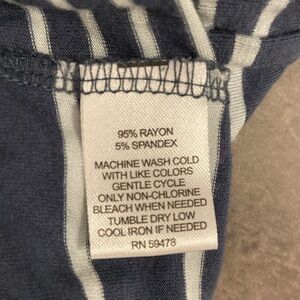 95% RAYON
5% SPANDEX
MACHINE WASH COLD
WITH LIKE COLORS
GENTLE CYCLE
ONLY NON-CHLORINE
BLEACH WHEN NEEDED
TUMBLE DRY LOW
COOL IRON IF NEEDED
RN 59478